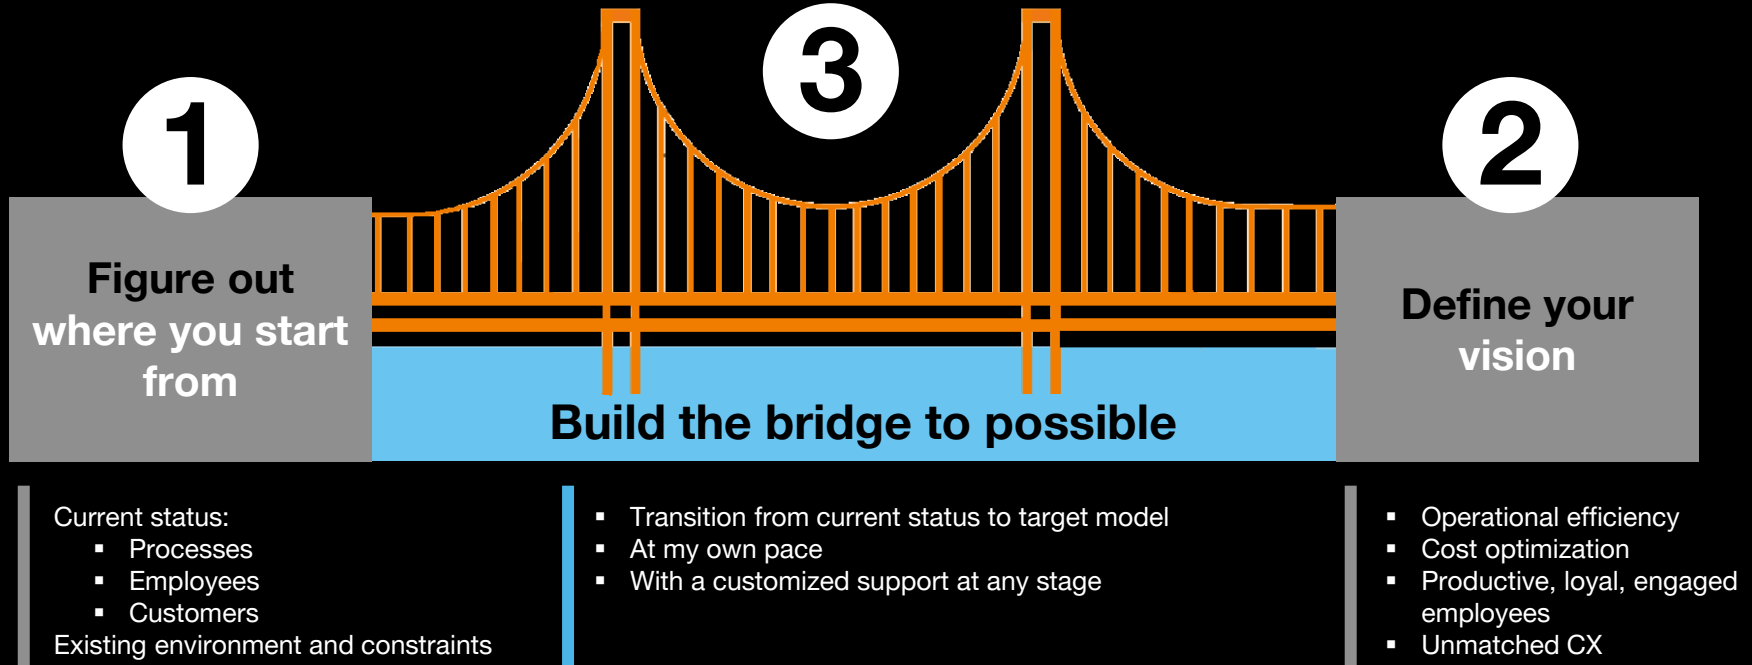 1
Figure out
where you start
from
3
Build the bridge to possible
2
Define your
vision
Current status:
▪ Processes
▪ Employees
▪ Customers
Existing environment and constraints
▪ Transition from current status to target model
▪ At my own pace
▪ With a customized support at any stage
▪ Operational efficiency
▪ Cost optimization
▪ Productive, loyal, engaged
employees
▪ Unmatched CX